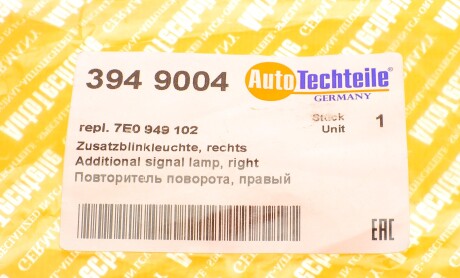 394 9004 AutoTechteile®
GERMANY
Stück 1
Unit
repl. 7E0 949 102
Zusatzblinkleuchte, rechts
Additional signal lamp, right
Повторитель поворота, правый
EAC